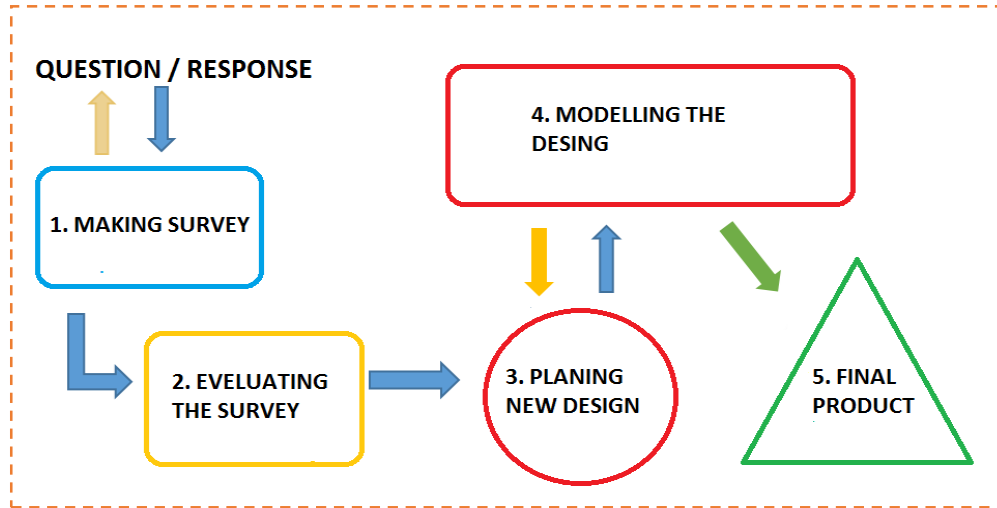 QUESTION / RESPONSE
1. MAKING SURVEY
2. EVELUATING
THE SURVEY
3. PLANING
NEW DESIGN
4. MODELLING THE
DESING
5. FINAL
PRODUCT